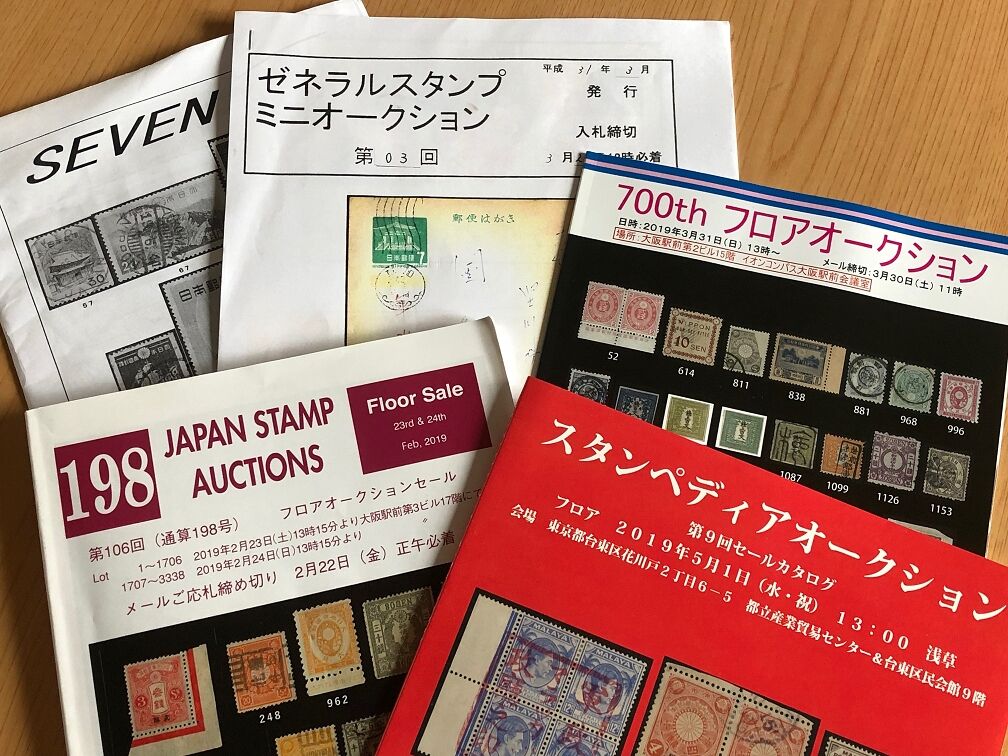 SEVEN
57
67
ゼネラルスタンプ
ミニオークション
平成 31年 3月
発 行
第 03 回
入札締切
郵便はがき
日本郵便
7
700th フロアオークション
日時:2019年3月31日(日)13時~
メール締切:3月30日(土)11時
場所:大阪駅前第2ビル15階 イオンコンパス大阪駅前会議室
52
614
811
838
881
968
996
NIPPON
10
SEN
1087
1099
1126
1153
198
JAPAN STAMP
AUCTIONS
Floor Sale
23rd & 24th
Feb, 2019
第106回(通算198号) フロアオークションセール
Lot 1~1706 2019年2月23日(土)13時15分より大阪駅前第3ビル17階にて
1707~3338 2019年2月24日(日)13時15分より 〃
メールご応札締め切り 2月22日(金)正午必着
248
962
スタンペディアオークション
第9回セールカタログ
フロア 2019年5月1日(水・祝) 13:00 浅草
会場 東京都台東区花川戸2丁目6-5 都立産業貿易センター&台東区民会館9階
MALAYA
MALAYA